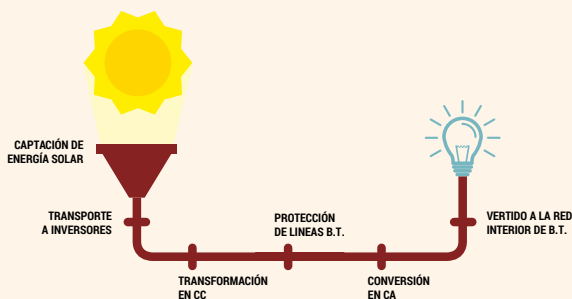 CAPTACIÓN DE
ENERGÍA SOLAR
TRANSPORTE
A INVERSORES
TRANSFORMACIÓN
EN CC
PROTECCIÓN
DE LINEAS B.T.
CONVERSIÓN
EN CA
VERTIDO A LA RED
INTERIOR DE B.T.